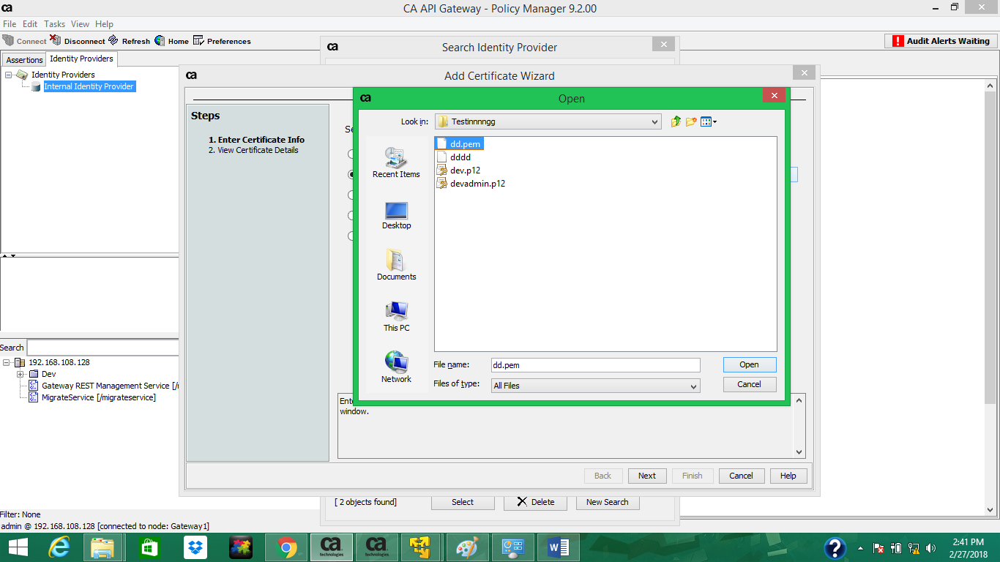 ca
CA API Gateway - Policy Manager 9.2.00
File Edit Tasks View Help
Connect Disconnect Refresh Home Preferences
Audit Alerts Waiting
Assertions Identity Providers
Identity Providers
Internal Identity Provider
ca
Search Identity Provider
ca
Add Certificate Wizard
Steps
1. Enter Certificate Info
2. View Certificate Details
ca
Open
Look in: Testinnnngg
Recent Items
Desktop
Documents
This PC
Network
dd.pem
dddd
dev.p12
devadmin.p12
File name: dd.pem
Open
Files of type: All Files
Cancel
window.
Back Next Finish Cancel Help
[ 2 objects found] Select Delete New Search
Search
192.168.108.128
Dev
Gateway REST Management Service [/
MigrateService [/migrateservice]
Filter: None
admin @ 192.168.108.128 [connected to node: Gateway1]
ca technologies
ca technologies
2:41 PM
2/27/2018